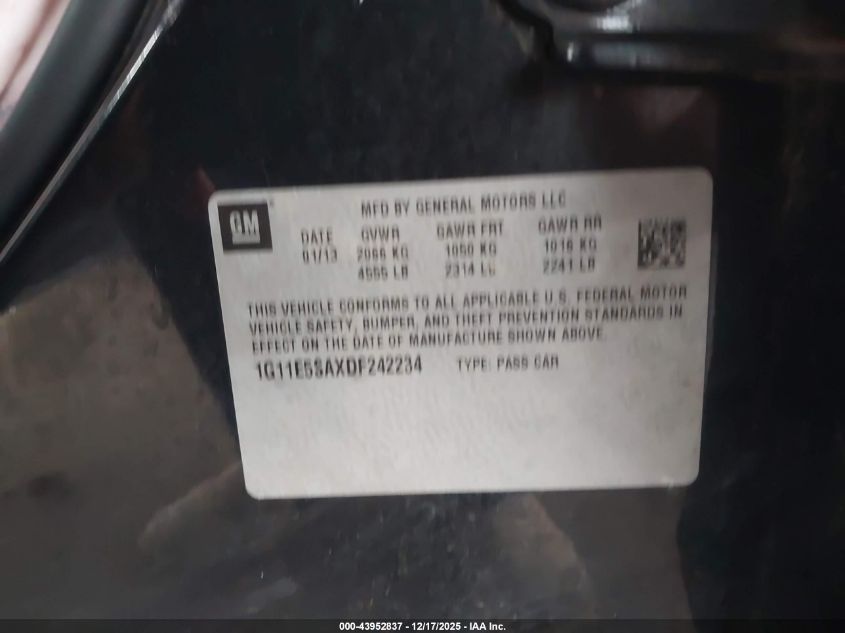 GM
MFD BY GENERAL MOTORS LLC
DATE GVWR GAWR FRT GAWR RR
01/13 2066 KG 1050 KG 1016 KG
4555 LB 2314 LB 2241 LB
THIS VEHICLE CONFORMS TO ALL APPLICABLE U.S. FEDERAL MOTOR
VEHICLE SAFETY, BUMPER, AND THEFT PREVENTION STANDARDS IN
EFFECT ON THE DATE OF MANUFACTURE SHOWN ABOVE.
1G11E5SAXDF242234 TYPE: PASS CAR
000-43952837 - 12/17/2025 - IAA Inc.